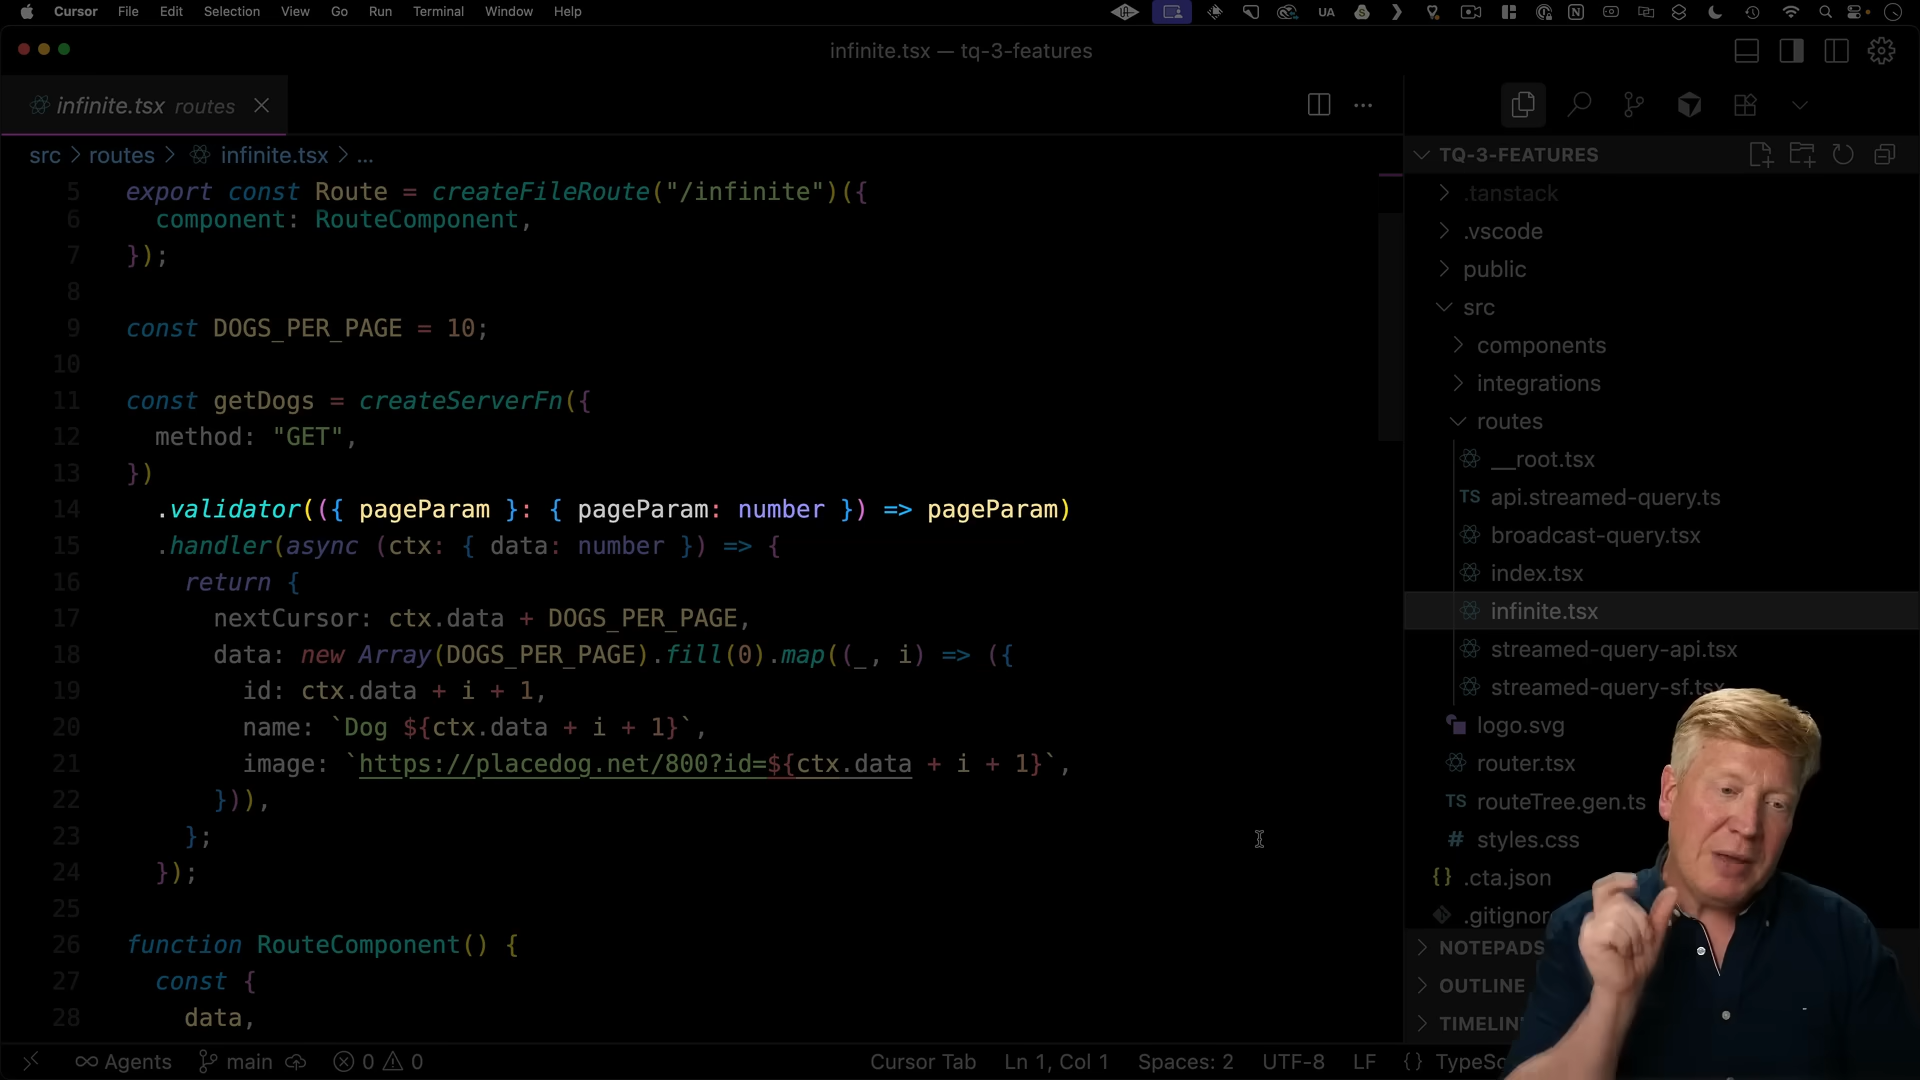 Cursor File Edit Selection View Go Run Terminal Window Help UA
infinite.tsx — tq-3-features
infinite.tsx routes
src > routes > infinite.tsx > ...
5 export const Route = createFileRoute("/infinite")({
6 component: RouteComponent,
7 });
8
9 const DOGS_PER_PAGE = 10;
10
11 const getDogs = createServerFn({
12 method: "GET",
13 })
14 .validator(({ pageParam }: { pageParam: number }) => pageParam)
15 .handler(async (ctx: { data: number }) => {
16 return {
17 nextCursor: ctx.data + DOGS_PER_PAGE,
18 data: new Array(DOGS_PER_PAGE).fill(0).map((_, i) => ({
19 id: ctx.data + i + 1,
20 name: `Dog ${ctx.data + i + 1}`,
21 image: `https://placedog.net/800?id=${ctx.data + i + 1}`,
22 })),
23 };
24 });
25
26 function RouteComponent() {
27 const {
28 data,
TQ-3-FEATURES
.tanstack
.vscode
public
src
components
integrations
routes
__root.tsx
TS api.streamed-query.ts
broadcast-query.tsx
index.tsx
infinite.tsx
streamed-query-api.tsx
streamed-query-sf.tsx
logo.svg
router.tsx
TS routeTree.gen.ts
# styles.css
{} .cta.json
.gitignor
NOTEPADS
OUTLINE
TIMELIN
Agents main 0 0 Cursor Tab Ln 1, Col 1 Spaces: 2 UTF-8 LF {} TypeSc